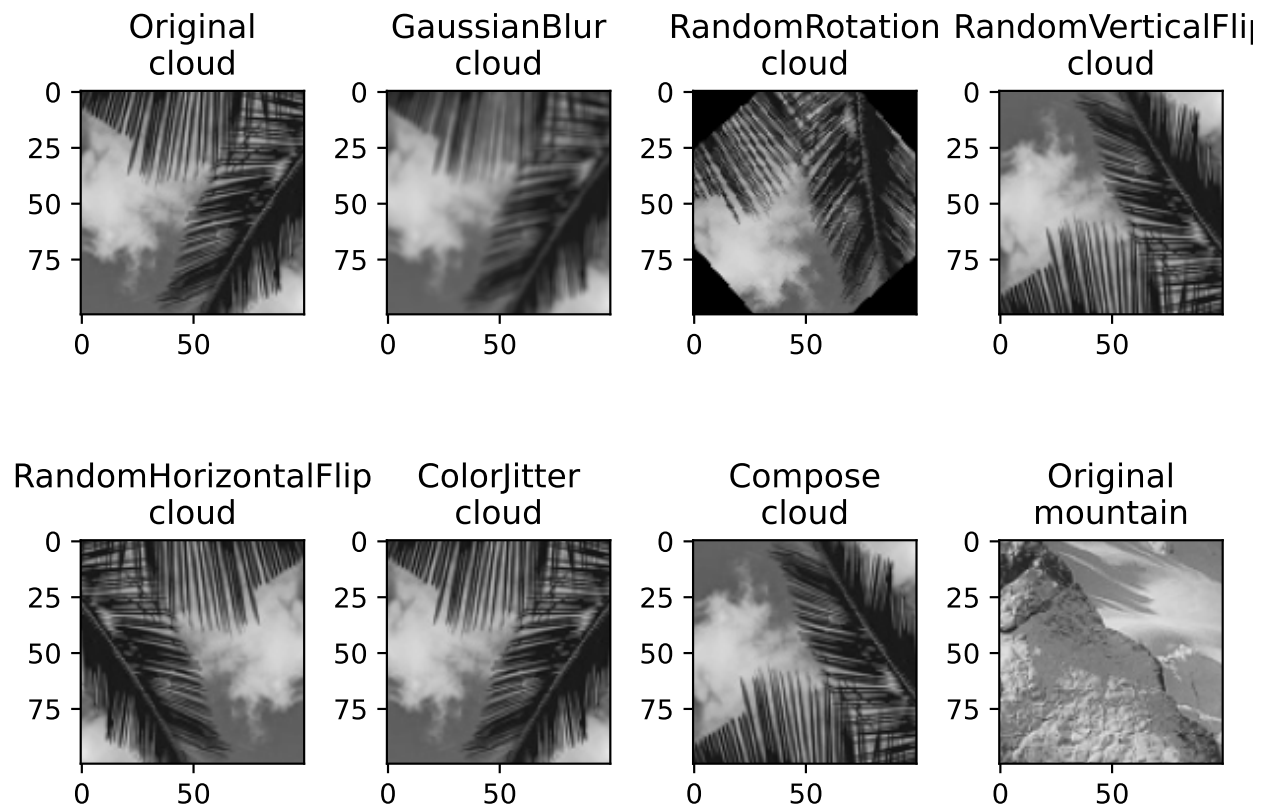 Original GaussianBlur RandomRotation RandomVerticalFlip
cloud cloud cloud cloud
0 0 0 0
25 25 25 25
50 50 50 50
75 75 75 75
0 50 0 50 0 50 0 50
RandomHorizontalFlip ColorJitter Compose Original
cloud cloud cloud mountain
0 0 0 0
25 25 25 25
50 50 50 50
75 75 75 75
0 50 0 50 0 50 0 50